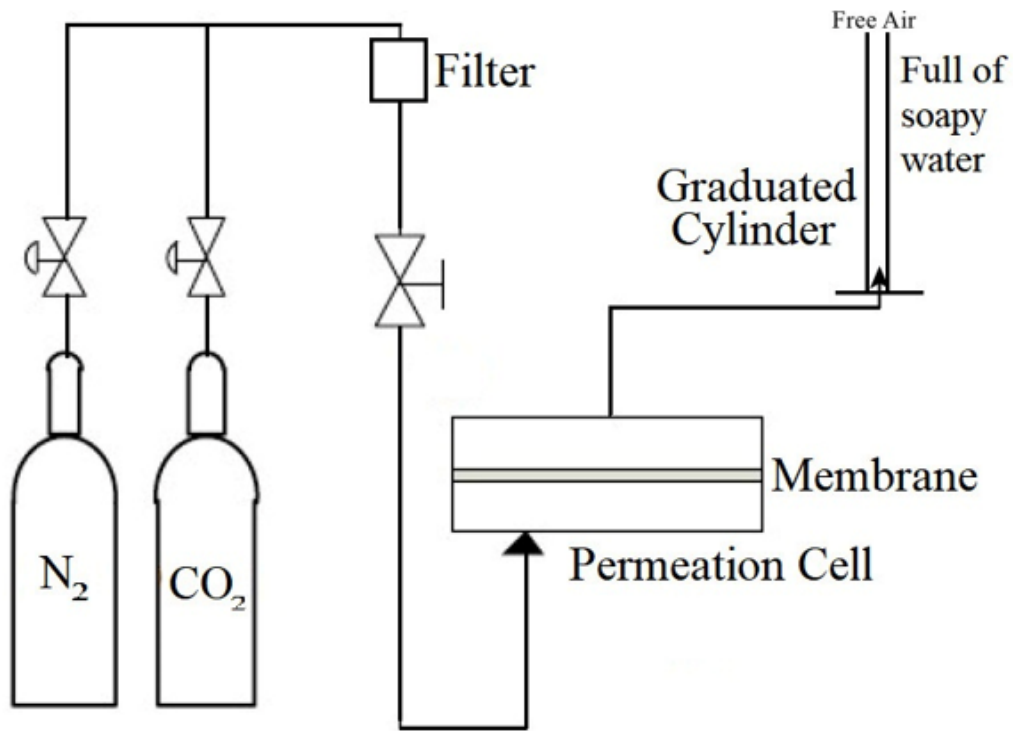 Free Air
Filter
Full of
soapy
water
Graduated
Cylinder
Membrane
Permeation Cell
N₂
CO₂